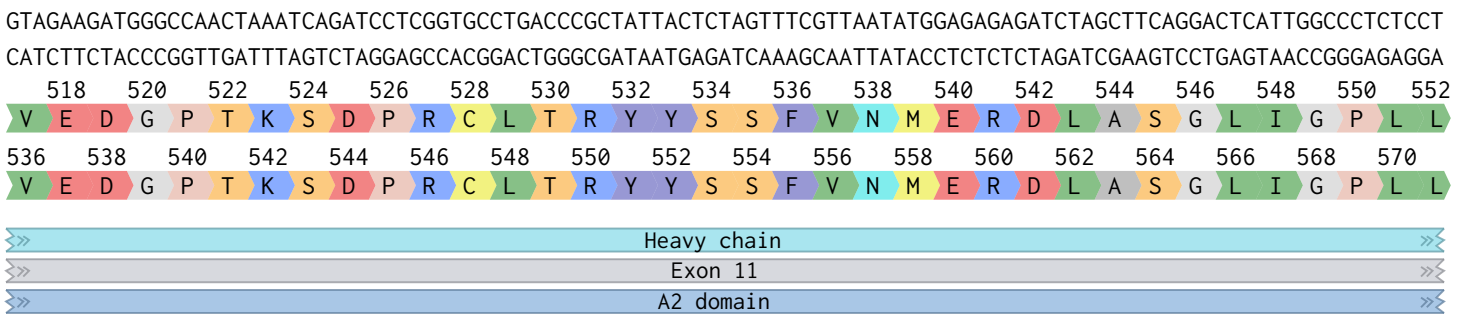 GTAGAAGATGGGCCAACTAAATCAGATCCTCGGTGCCTGACCCGCTATTACTCTAGTTTCGTTAATATGGAGAGAGATCTAGCTTCAGGACTCATTGGCCCTCTCCT
CATCTTCTACCCGGTTGATTTAGTCTAGGAGCCACGGACTGGGCGATAATGAGATCAAAGCAATTATACCTCTCTCTAGATCGAAGTCCTGAGTAACCGGGAGAGGA
518 520 522 524 526 528 530 532 534 536 538 540 542 544 546 548 550 552
V E D G P T K S D P R C L T R Y Y S S F V N M E R D L A S G L I G P L L
536 538 540 542 544 546 548 550 552 554 556 558 560 562 564 566 568 570
V E D G P T K S D P R C L T R Y Y S S F V N M E R D L A S G L I G P L L
Heavy chain
Exon 11
A2 domain